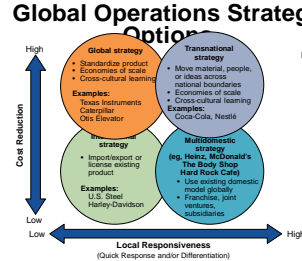 Global Operations Strateg
Options
High
Global strategy
• Standardize product
• Economies of scale
• Cross-cultural learning
Examples:
Texas Instruments
Caterpillar
Otis Elevator
Transnational
strategy
• Move material, people,
or ideas across
national boundaries
• Economies of scale
• Cross-cultural learning
Examples:
Coca-Cola, Nestlé
Cost Reduction
strategy
• Import/export or
license existing
product
Examples:
U.S. Steel
Harley-Davidson
Multidomestic
strategy
(eg, Heinz, McDonald's
The Body Shop
Hard Rock Cafe)
• Use existing domestic
model globally
• Franchise, joint
ventures,
subsidiaries
Low
Low
High
Local Responsiveness
(Quick Response and/or Differentiation)